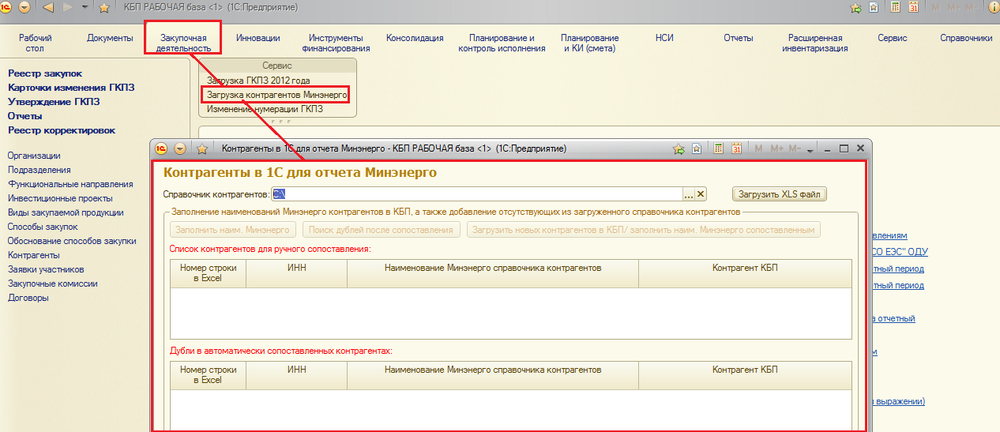 КБП РАБОЧАЯ база <1> (1С:Предприятие)
M M+ M-
Рабочий стол
Документы
Закупочная деятельность
Инновации
Инструменты финансирования
Консолидация
Планирование и контроль исполнения
Планирование и КИ (смета)
НСИ
Отчеты
Расширенная инвентаризация
Сервис
Справочники
Реестр закупок
Карточки изменения ГКПЗ
Утверждение ГКПЗ
Отчеты
Реестр корректировок
Организации
Подразделения
Функциональные направления
Инвестиционные проекты
Виды закупаемой продукции
Способы закупок
Обоснование способов закупки
Контрагенты
Заявки участников
Закупочные комиссии
Договоры
Сервис
Загрузка ГКПЗ 2012 года
Загрузка контрагентов Минэнерго
Изменение нумерации ГКПЗ
Контрагенты в 1С для отчета Минэнерго - КБП РАБОЧАЯ база <1> (1С:Предприятие)
M M+ M-
Контрагенты в 1С для отчета Минэнерго
Справочник контрагентов: C:\ ... Загрузить XLS файл
Заполнение наименований Минэнерго контрагентов в КБП, а также добавление отсутствующих из загруженного справочника контрагентов
Заполнить наим. Минэнерго
Поиск дублей после сопоставления
Загрузить новых контрагентов в КБП/ заполнить наим. Минэнерго сопоставленным
Список контрагентов для ручного сопоставления:
Номер строки в Excel
ИНН
Наименование Минэнерго справочника контрагентов
Контрагент КБП
Дубли в автоматически сопоставленных контрагентах:
Номер строки в Excel
ИНН
Наименование Минэнерго справочника контрагентов
Контрагент КБП
влениям
СО ЕЭС" ОДУ
тный период
тный период
а отчетный
м
выражении)